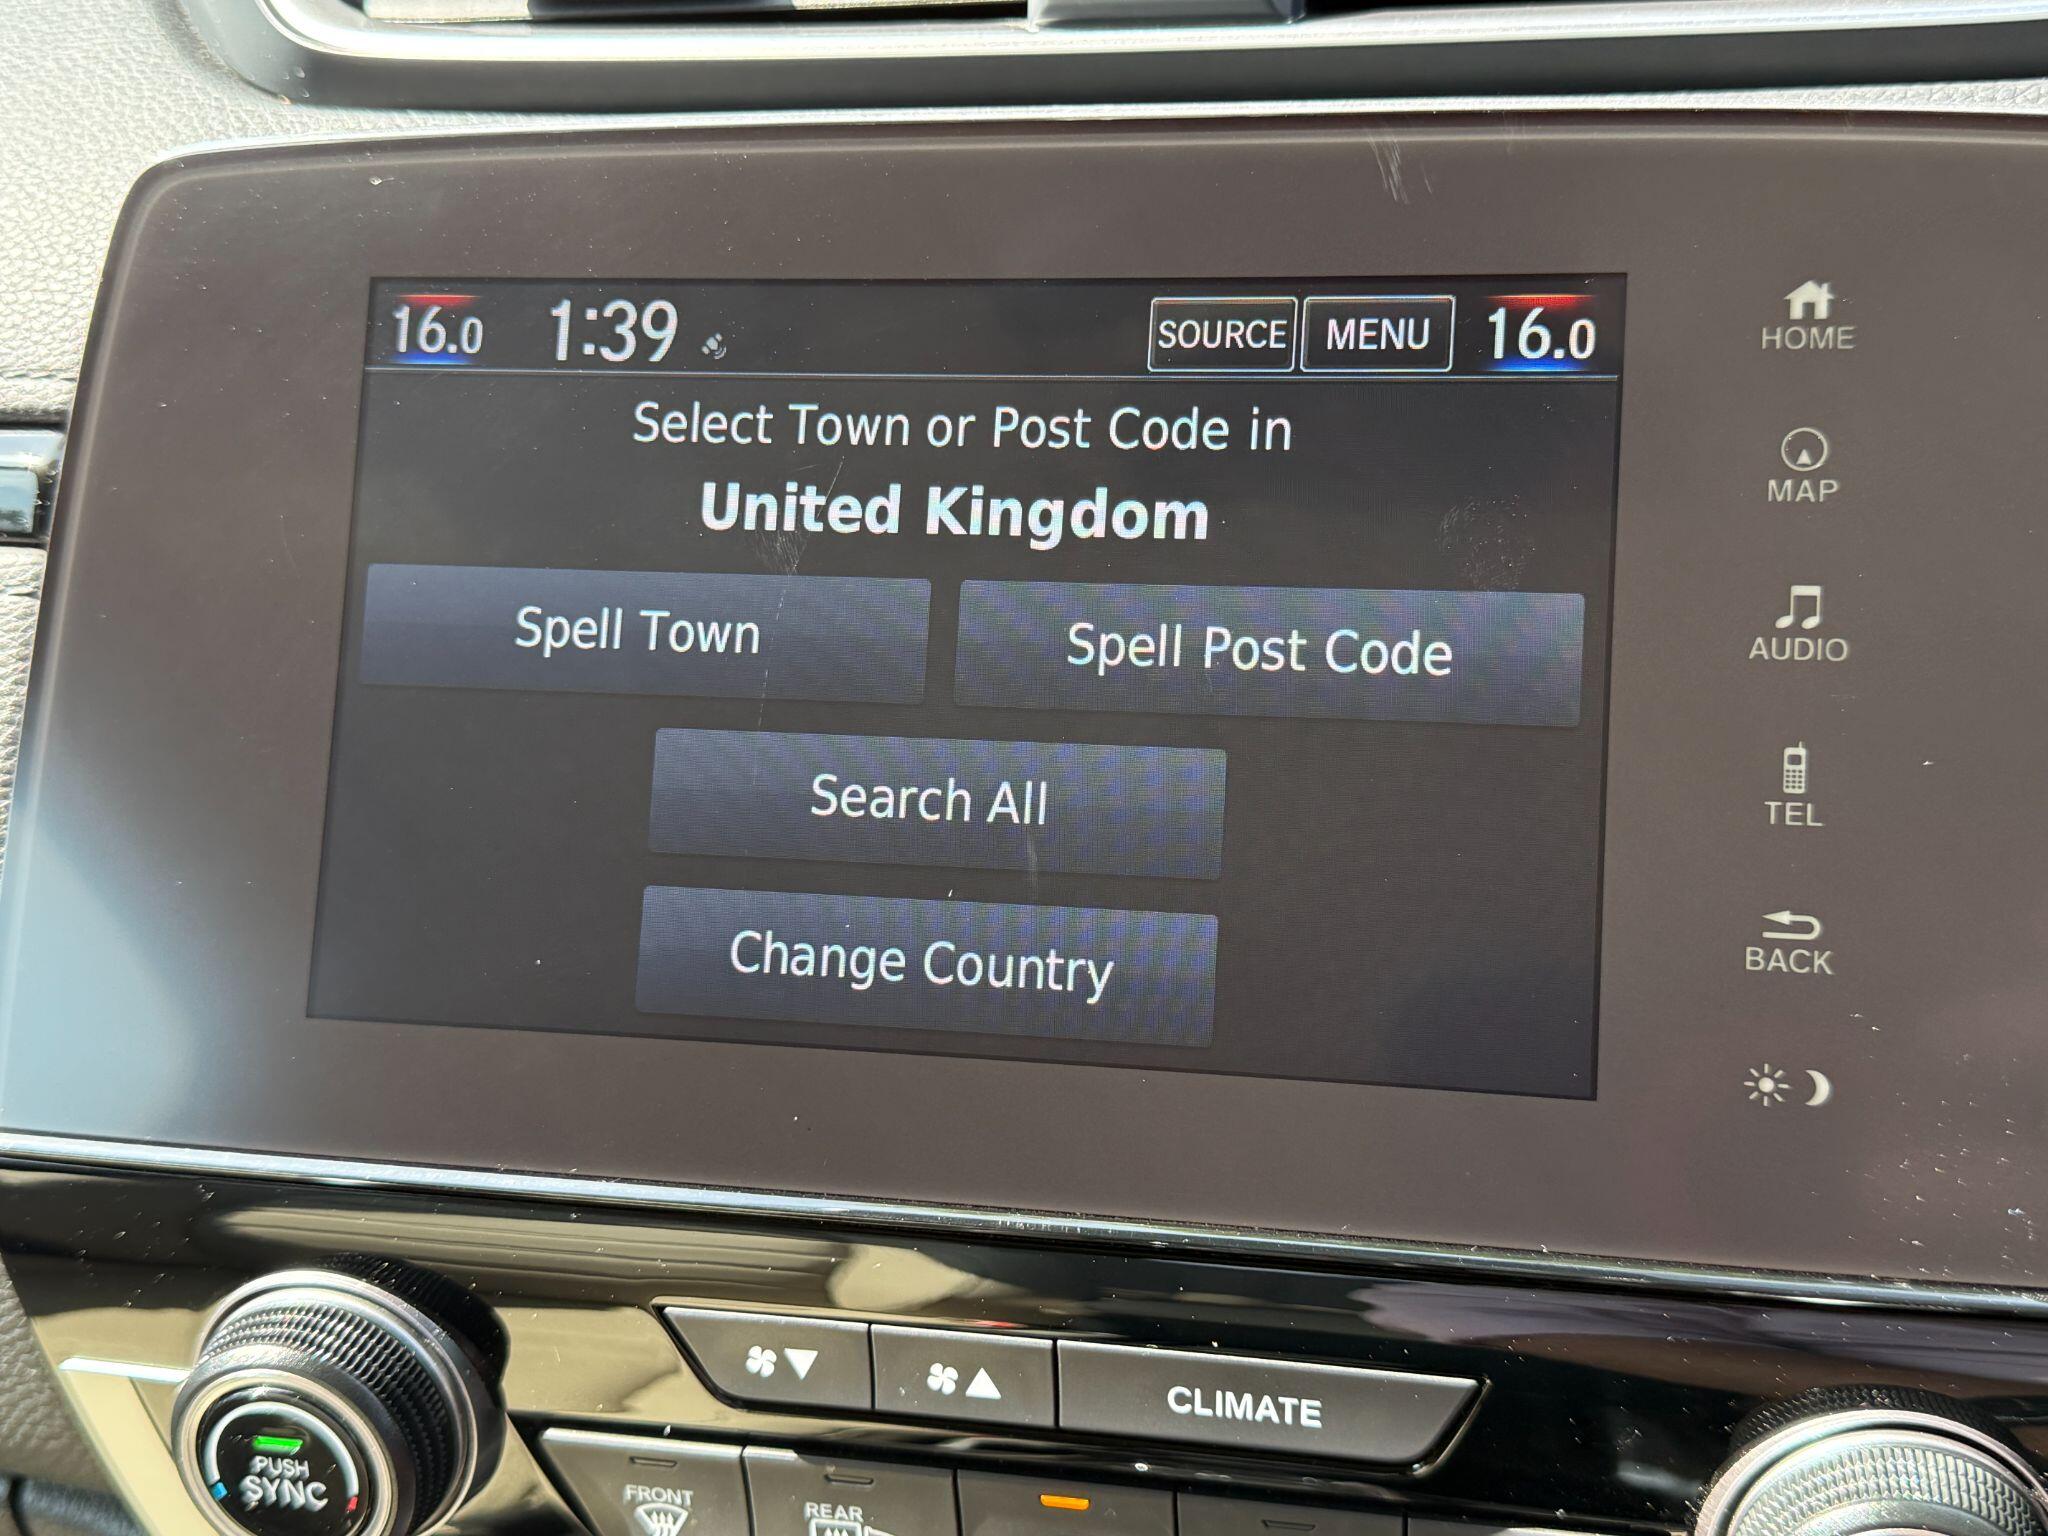 16.0 1:39 SOURCE MENU 16.0
Select Town or Post Code in
United Kingdom
Spell Town Spell Post Code
Search All
Change Country
HOME
MAP
AUDIO
TEL
BACK
CLIMATE
PUSH
SYNC
FRONT
REAR